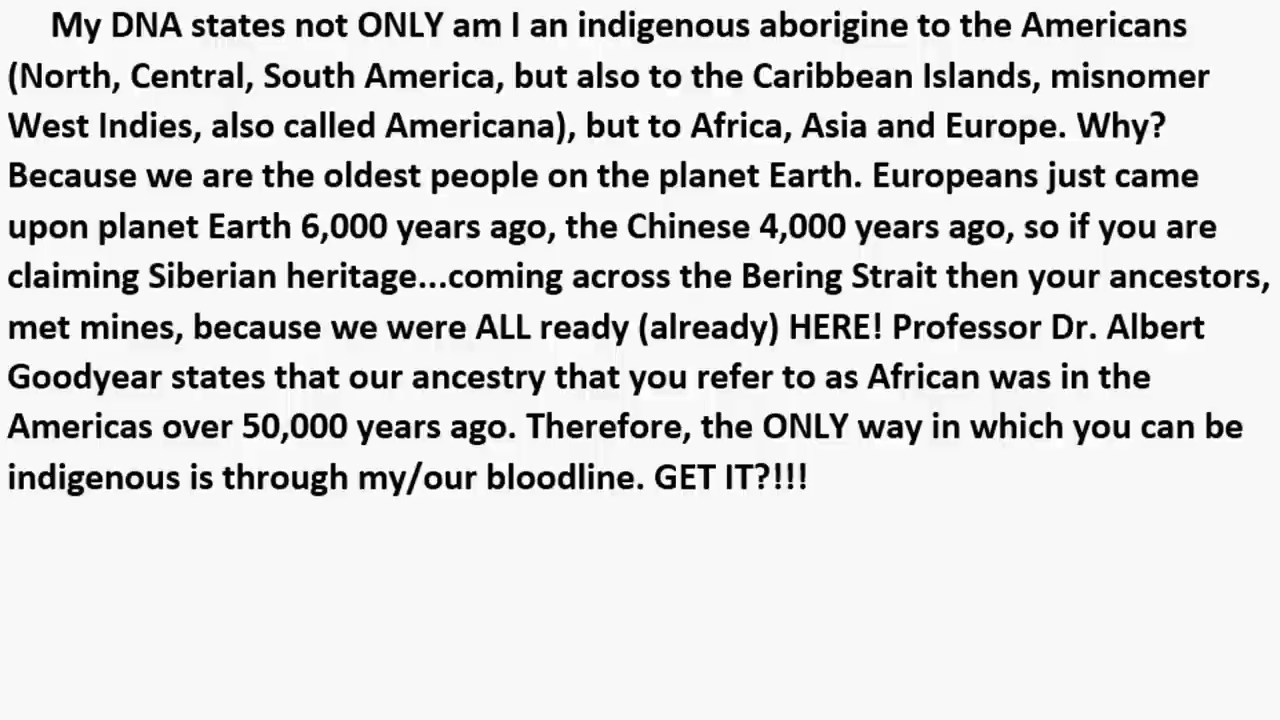 My DNA states not ONLY am I an indigenous aborigine to the Americans
(North, Central, South America, but also to the Caribbean Islands, misnomer
West Indies, also called Americana), but to Africa, Asia and Europe. Why?
Because we are the oldest people on the planet Earth. Europeans just came
upon planet Earth 6,000 years ago, the Chinese 4,000 years ago, so if you are
claiming Siberian heritage...coming across the Bering Strait then your ancestors,
met mines, because we were ALL ready (already) HERE! Professor Dr. Albert
Goodyear states that our ancestry that you refer to as African was in the
Americas over 50,000 years ago. Therefore, the ONLY way in which you can be
indigenous is through my/our bloodline. GET IT?!!!